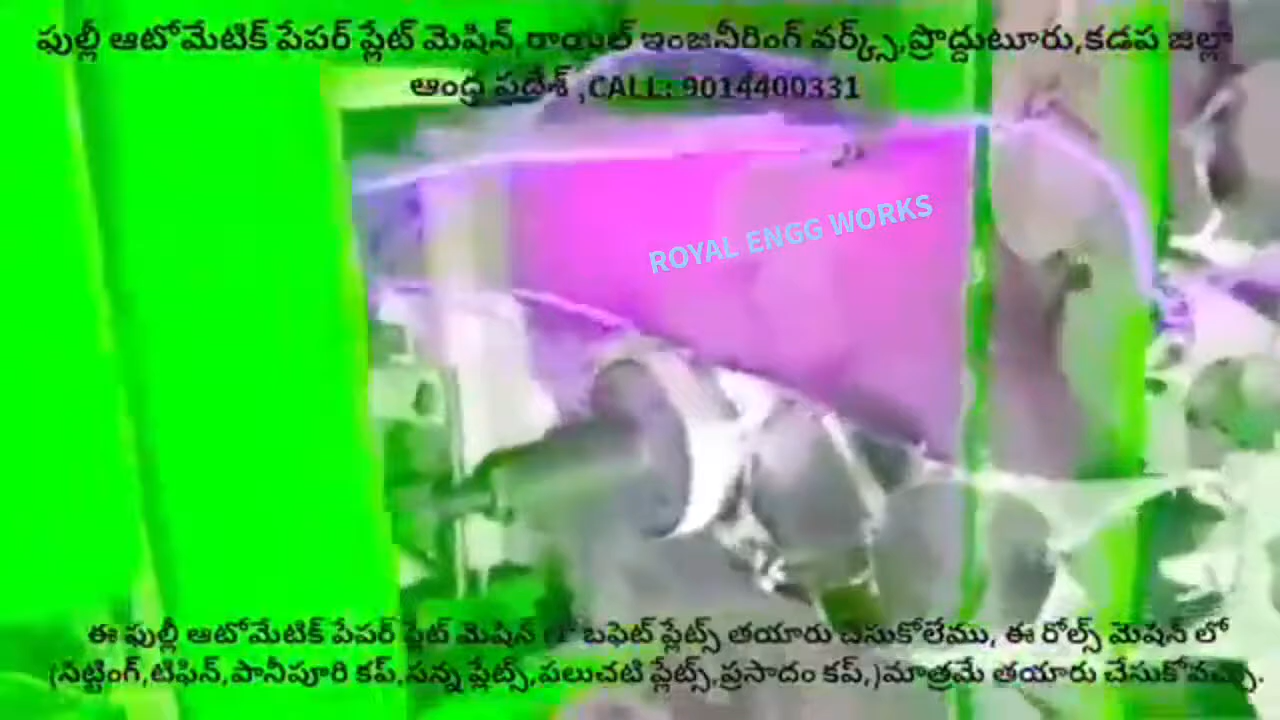 ఫుల్లీ ఆటోమేటిక్ పేపర్ ప్లేట్ మెషిన్,రాయల్ ఇంజనీరింగ్ వర్క్స్,ప్రొద్దుటూరు,కడప జిల్లా
ఆంధ్ర ప్రదేశ్ ,CALL: 9014400331
ROYAL ENGG WORKS
ఈ ఫుల్లీ ఆటోమేటిక్ పేపర్ ప్లేట్ మెషిన్ లో బఫెట్ ప్లేట్స్ తయారు చేసుకోలేము, ఈ రోల్స్ మెషిన్ లో
(సిట్టింగ్,టిఫిన్,పానీపూరి కప్,సన్న ప్లేట్స్,పలుచటి ప్లేట్స్,ప్రసాదం కప్,)మాత్రమే తయారు చేసుకోవచ్చు.